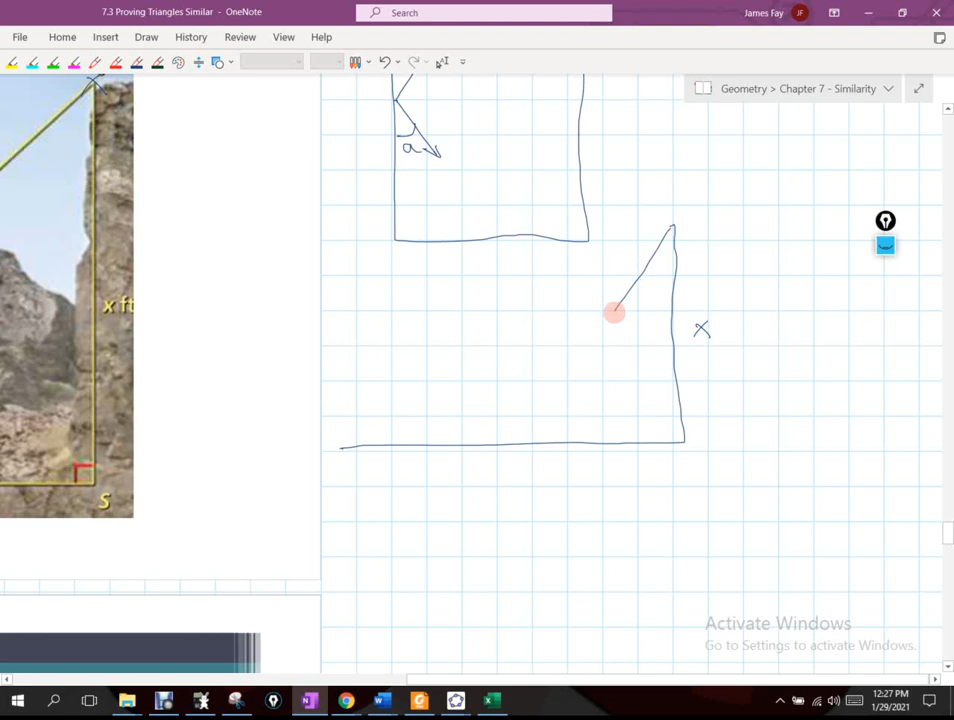 7.3 Proving Triangles Similar - OneNote
Search
James Fay
JF
File Home Insert Draw History Review View Help
Geometry > Chapter 7 - Similarity
a
x ft
x
S
Activate Windows
Go to Settings to activate Windows.
12:27 PM
1/29/2021